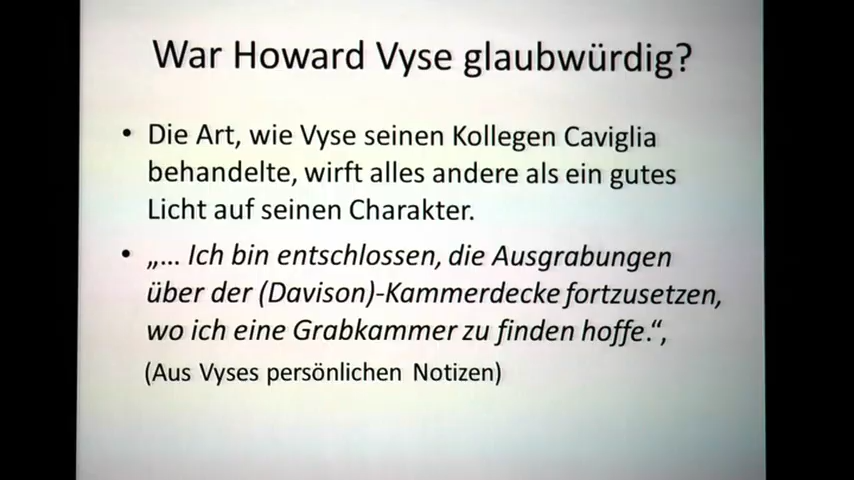 War Howard Vyse glaubwürdig?
• Die Art, wie Vyse seinen Kollegen Caviglia
behandelte, wirft alles andere als ein gutes
Licht auf seinen Charakter.
• „… Ich bin entschlossen, die Ausgrabungen
über der (Davison)-Kammerdecke fortzusetzen,
wo ich eine Grabkammer zu finden hoffe.“,
(Aus Vyses persönlichen Notizen)